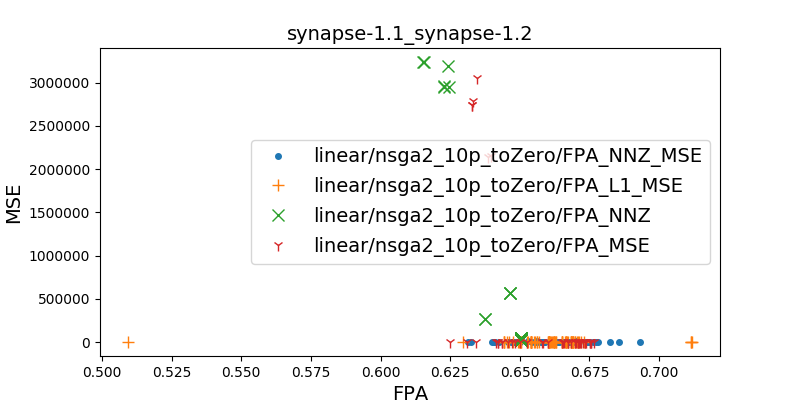 synapse-1.1_synapse-1.2
MSE
3000000
2500000
2000000
1500000
1000000
500000
0
linear/nsga2_10p_toZero/FPA_NNZ_MSE
linear/nsga2_10p_toZero/FPA_L1_MSE
linear/nsga2_10p_toZero/FPA_NNZ
linear/nsga2_10p_toZero/FPA_MSE
0.500 0.525 0.550 0.575 0.600 0.625 0.650 0.675 0.700
FPA